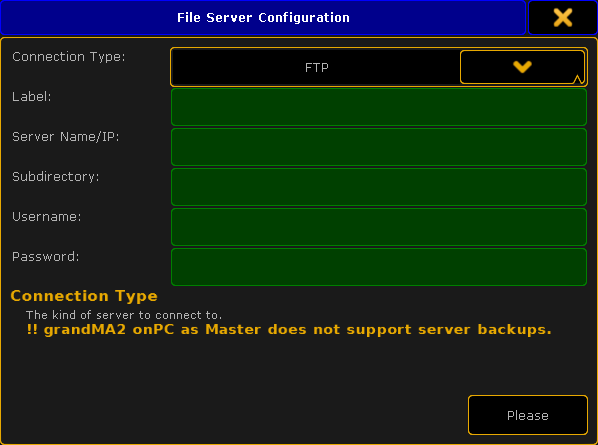 File Server Configuration
Connection Type:
FTP
Label:
Server Name/IP:
Subdirectory:
Username:
Password:
Connection Type
The kind of server to connect to.
!! grandMA2 onPC as Master does not support server backups.
Please